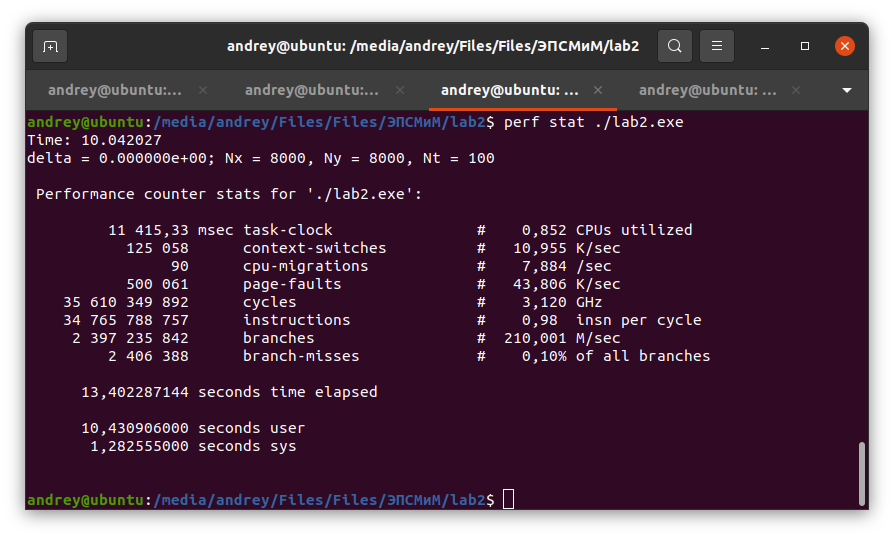 andrey@ubuntu: /media/andrey/Files/Files/ЭПСМиМ/lab2
andrey@ubuntu:... andrey@ubuntu:... andrey@ubuntu: ... andrey@ubuntu: ...
andrey@ubuntu:/media/andrey/Files/Files/ЭПСМиМ/lab2$ perf stat ./lab2.exe
Time: 10.042027
delta = 0.000000e+00; Nx = 8000, Ny = 8000, Nt = 100
Performance counter stats for './lab2.exe':
11 415,33 msec task-clock # 0,852 CPUs utilized
125 058 context-switches # 10,955 K/sec
90 cpu-migrations # 7,884 /sec
500 061 page-faults # 43,806 K/sec
35 610 349 892 cycles # 3,120 GHz
34 765 788 757 instructions # 0,98 insn per cycle
2 397 235 842 branches # 210,001 M/sec
2 406 388 branch-misses # 0,10% of all branches
13,402287144 seconds time elapsed
10,430906000 seconds user
1,282555000 seconds sys
andrey@ubuntu:/media/andrey/Files/Files/ЭПСМиМ/lab2$